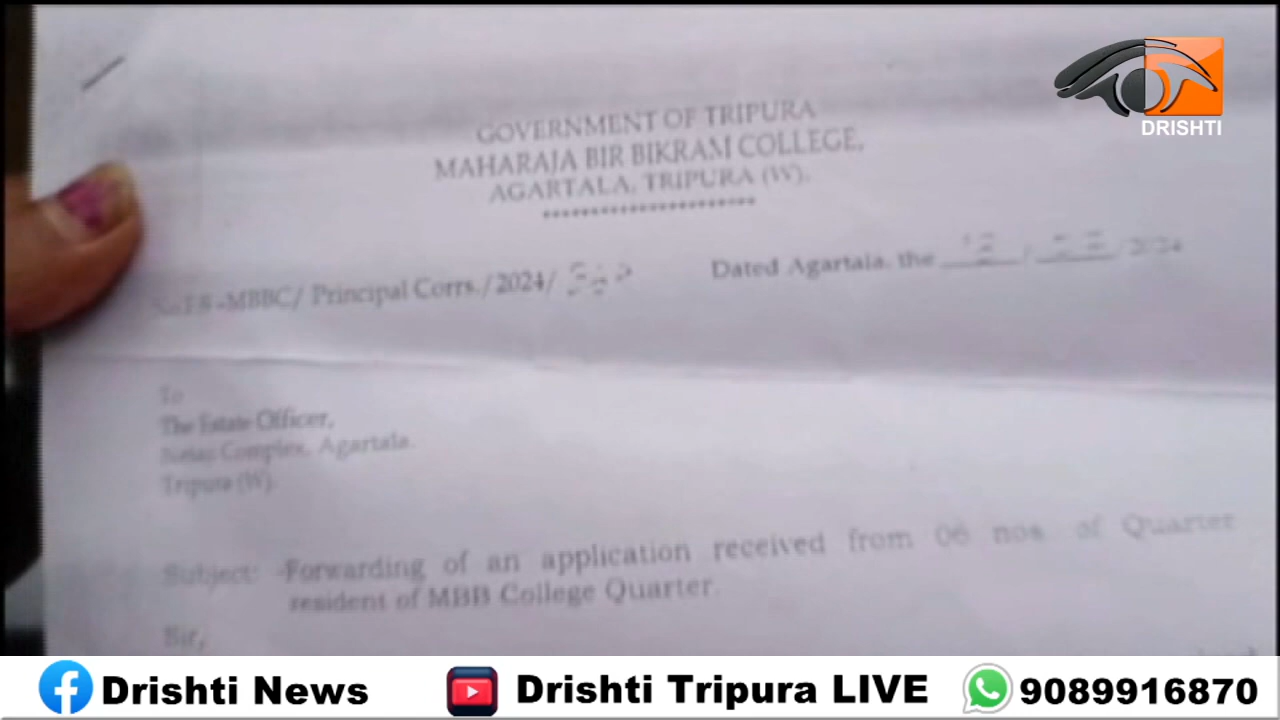 DRISHTI
GOVERNMENT OF TRIPURA
MAHARAJA BIR BIKRAM COLLEGE,
AGARTALA, TRIPURA (W).
**********************
-MBBC/ Principal Corrs./2024/
Dated Agartala, the / /2024
To
The Estate Officer,
Complex, Agartala.
Tripura (W).
Subject: -Forwarding of an application received from 06 nos. of Quarter
resident of MBB College Quarter.
Sir,
Drishti News
Drishti Tripura LIVE
9089916870